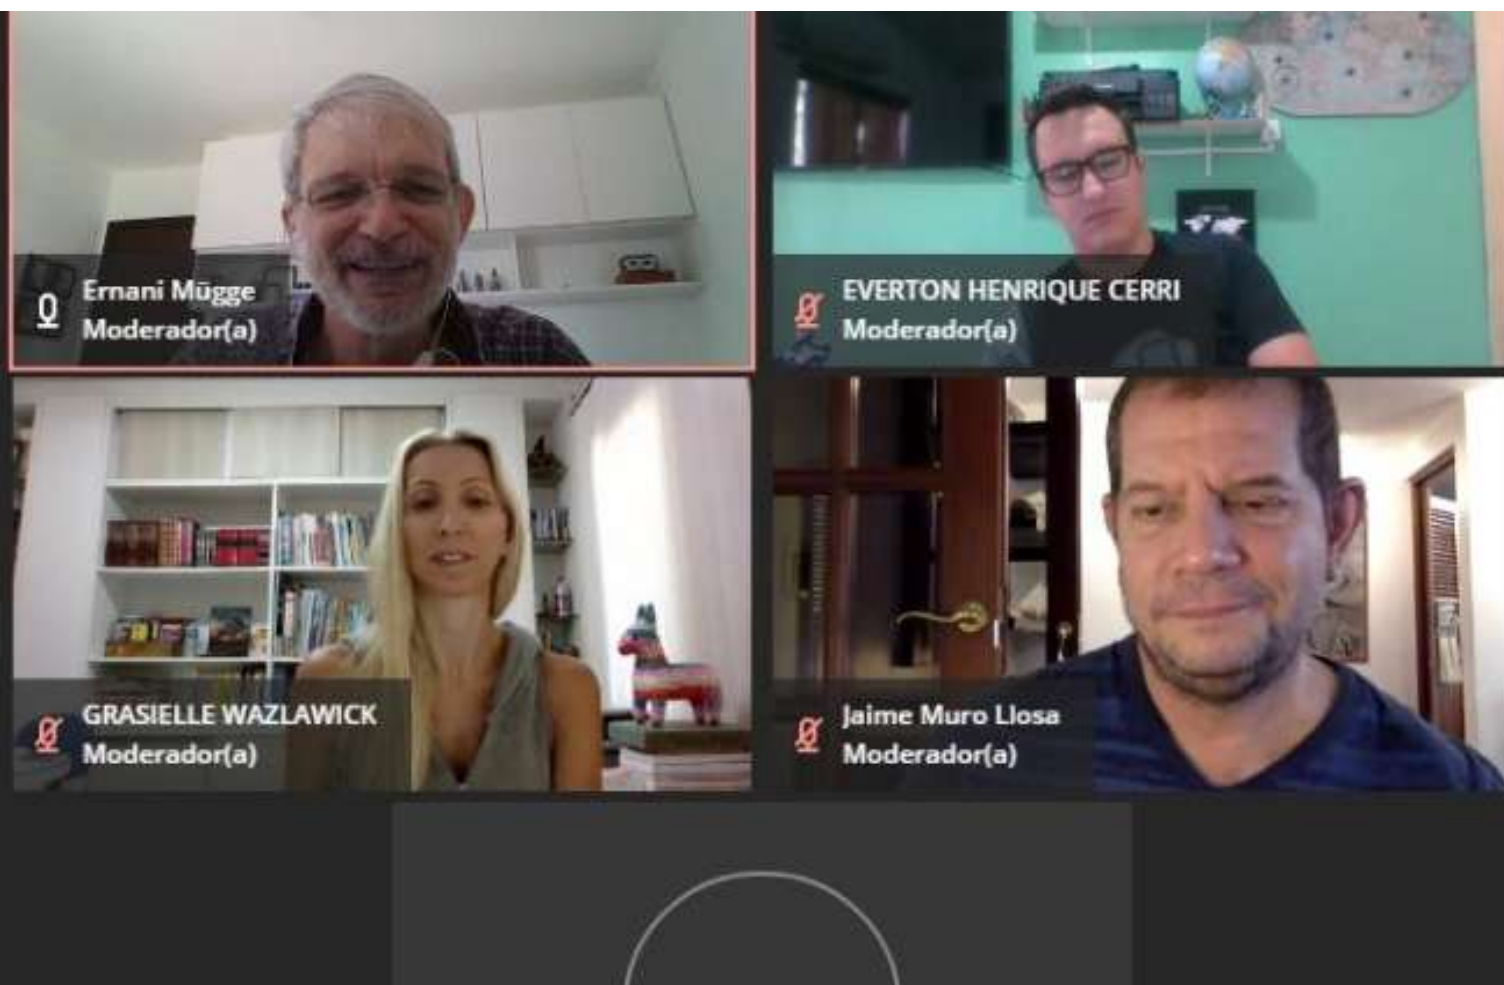 Ernani Mügge
Moderador(a)
EVERTON HENRIQUE CERRI
Moderador(a)
GRASIELLE WAZLAWICK
Moderador(a)
Jaime Muro Llosa
Moderador(a)